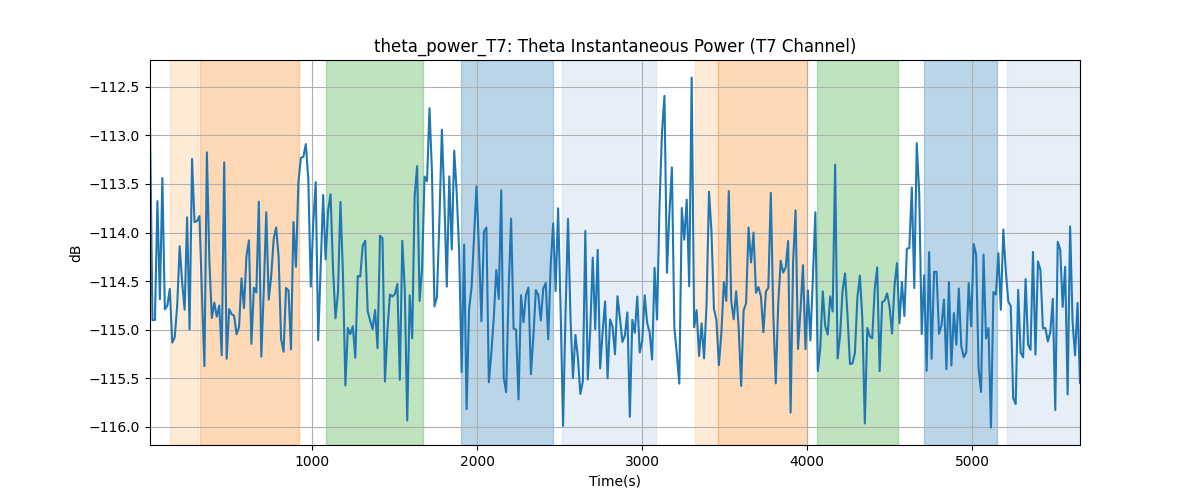 theta_power_T7: Theta Instantaneous Power (T7 Channel)
−112.5
−113.0
−113.5
−114.0
−114.5
−115.0
−115.5
−116.0
dB
1000 2000 3000 4000 5000
Time(s)